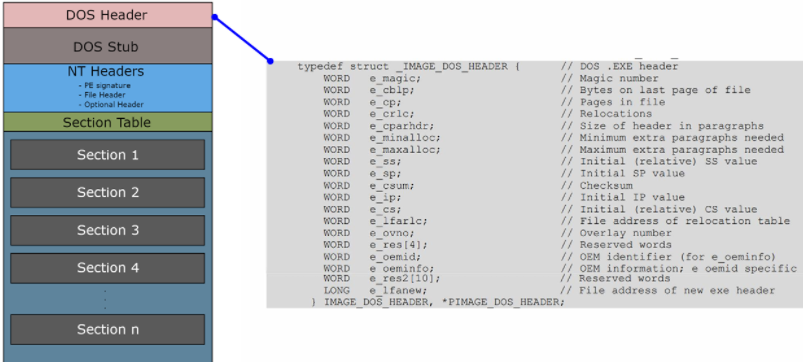 DOS Header
DOS Stub
NT Headers
- PE signature
- File Header
- Optional Header
Section Table
Section 1
Section 2
Section 3
Section 4
.
.
.
Section n
typedef struct _IMAGE_DOS_HEADER { // DOS .EXE header
WORD e_magic; // Magic number
WORD e_cblp; // Bytes on last page of file
WORD e_cp; // Pages in file
WORD e_crlc; // Relocations
WORD e_cparhdr; // Size of header in paragraphs
WORD e_minalloc; // Minimum extra paragraphs needed
WORD e_maxalloc; // Maximum extra paragraphs needed
WORD e_ss; // Initial (relative) SS value
WORD e_sp; // Initial SP value
WORD e_csum; // Checksum
WORD e_ip; // Initial IP value
WORD e_cs; // Initial (relative) CS value
WORD e_lfarlc; // File address of relocation table
WORD e_ovno; // Overlay number
WORD e_res[4]; // Reserved words
WORD e_oemid; // OEM identifier (for e_oeminfo)
WORD e_oeminfo; // OEM information; e_oemid specific
WORD e_res2[10]; // Reserved words
LONG e_lfanew; // File address of new exe header
} IMAGE_DOS_HEADER, *PIMAGE_DOS_HEADER;